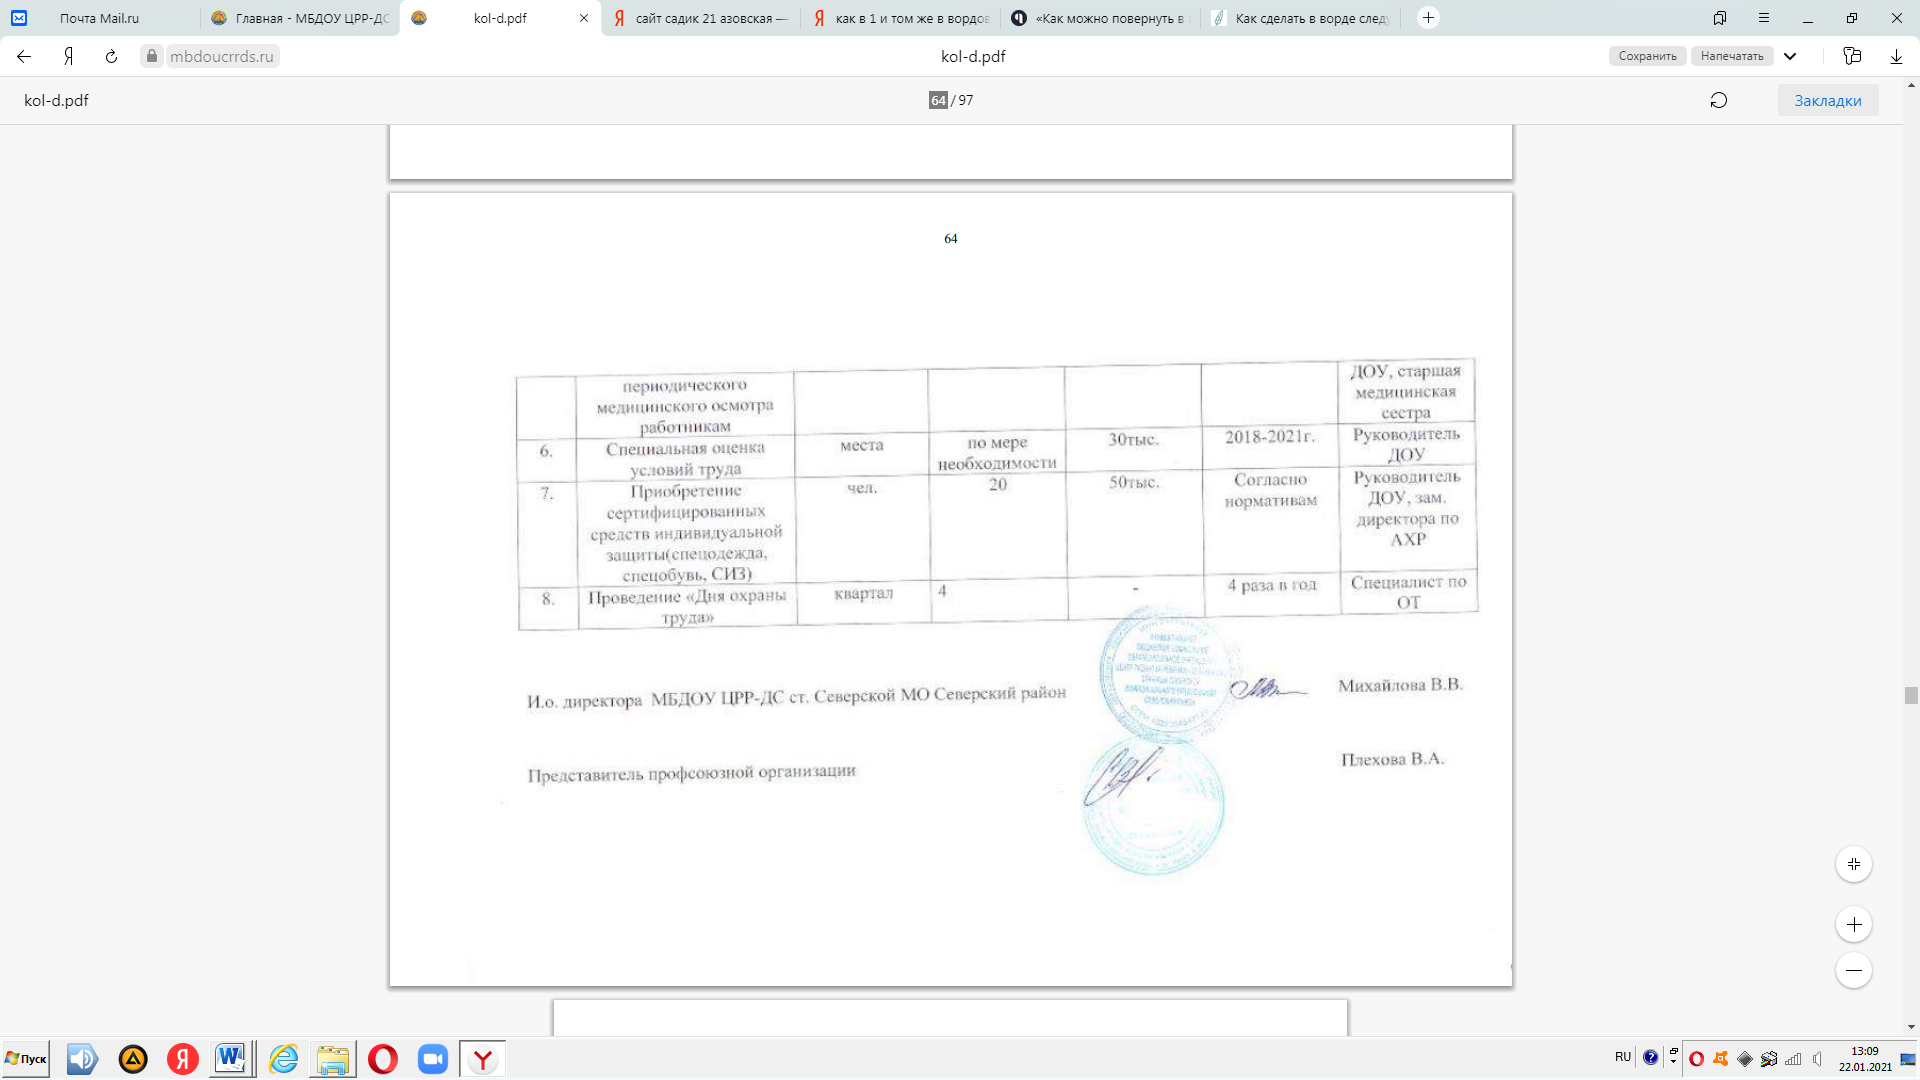 Почта Mail.ru
Главная - МБДОУ ЦРР-ДС
kol-d.pdf
сайт садик 21 азовская —
как в 1 и том же в вордов
«Как можно повернуть в
Как сделать в ворде следу
mbdoucrrds.ru
kol-d.pdf
Сохранить
Напечатать
kol-d.pdf
64 / 97
Закладки
64
периодического медицинского осмотра работникам
ДОУ, старшая медицинская сестра
6. Специальная оценка условий труда места по мере необходимости 30тыс. 2018-2021г. Руководитель ДОУ
7. Приобретение сертифицированных средств индивидуальной защиты(спецодежда, спецобувь, СИЗ) чел. 20 50тыс. Согласно нормативам Руководитель ДОУ, зам. директора по АХР
8. Проведение «Дня охраны труда» квартал 4 - 4 раза в год Специалист по ОТ
И.о. директора МБДОУ ЦРР-ДС ст. Северской МО Северский район Михайлова В.В.
Представитель профсоюзной организации Плехова В.А.
Пуск
RU
13:09
22.01.2021